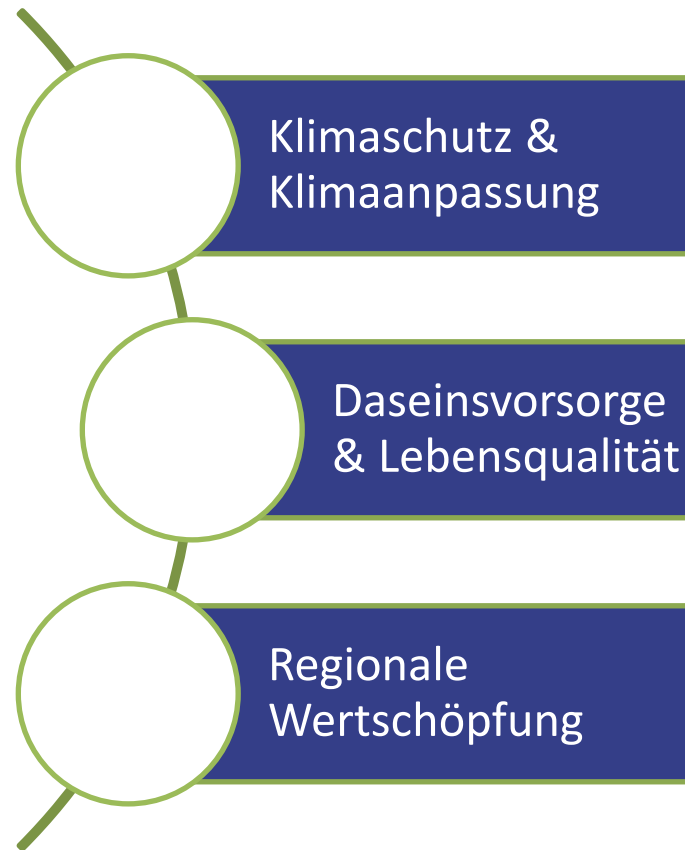 Klimaschutz &
Klimaanpassung
Daseinsvorsorge
& Lebensqualität
Regionale
Wertschöpfung